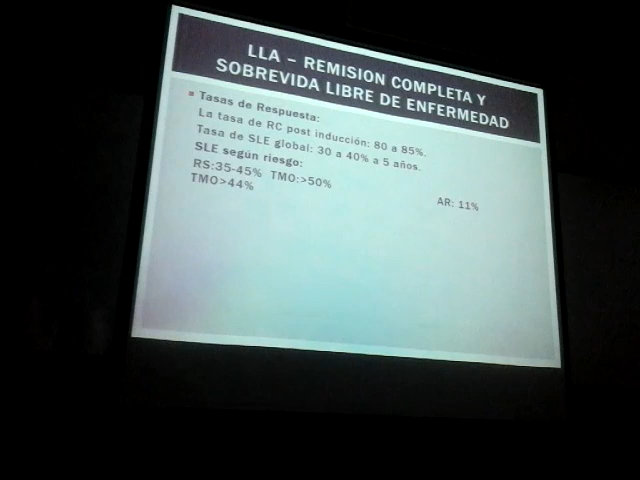 LLA – REMISION COMPLETA Y
SOBREVIDA LIBRE DE ENFERMEDAD
Tasas de Respuesta:
La tasa de RC post inducción: 80 a 85%.
Tasa de SLE global: 30 a 40% a 5 años.
SLE según riesgo:
RS:35-45% TMO:>50%
AR: 11%
TMO>44%